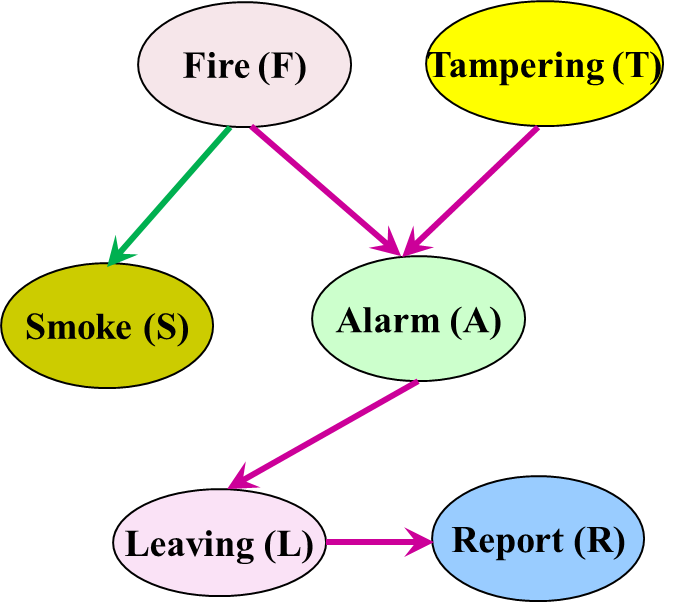 Fire (F)
Tampering (T)
Smoke (S)
Alarm (A)
Leaving (L)
Report (R)